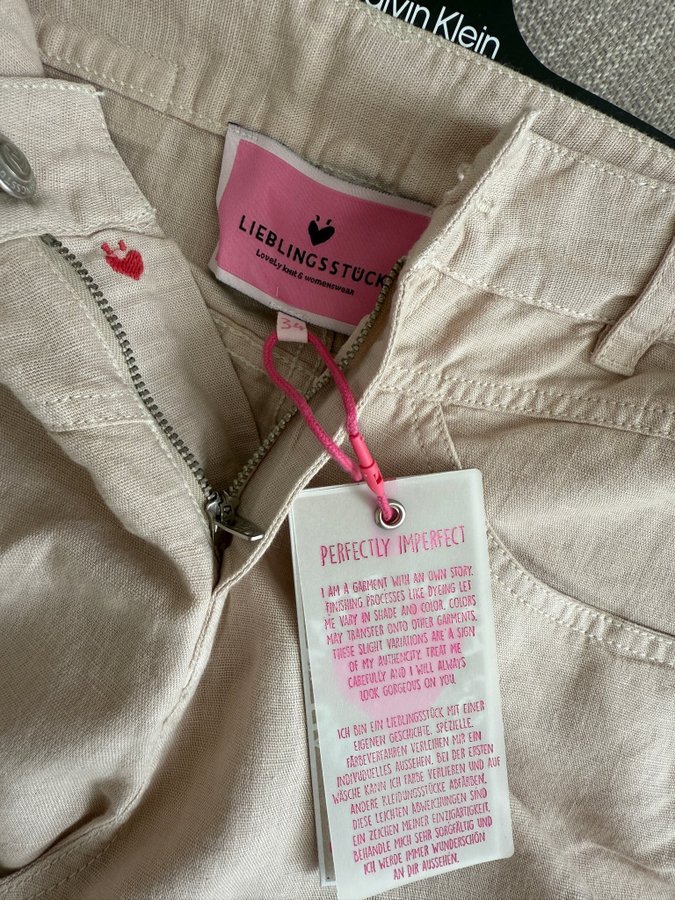 Calvin Klein
LIEBLINGSSTÜCK
Lovely knit & womenswear
34
PERFECTLY IMPERFECT
I AM A GARMENT WITH AN OWN STORY.
FINISHING PROCESSES LIKE DYEING LET
ME VARY IN SHADE AND COLOR. COLORS
MAY TRANSFER ONTO OTHER GARMENTS.
THESE SLIGHT VARIATIONS ARE A SIGN
OF MY AUTHENCITY. TREAT ME
CAREFULLY AND I WILL ALWAYS
LOOK GORGEOUS ON YOU.
ICH BIN EIN LIEBLINGSSTÜCK MIT EINER
EIGENEN GESCHICHTE. SPEZIELLE
FÄRBEVERFAHREN VERLEIHEN MIR EIN
INDIVIDUELLES AUSSEHEN. BEI DER ERSTEN
WÄSCHE KANN ICH FARBE VERLIEREN UND AUF
ANDERE KLEIDUNGSSTÜCKE ABFÄRBEN.
DIESE LEICHTEN ABWEICHUNGEN SIND
EIN ZEICHEN MEINER EINZIGARTIGKEIT.
BEHANDLE MICH SEHR SORGFÄLTIG UND
ICH WERDE IMMER WUNDERSCHÖN
AN DIR AUSSEHEN.